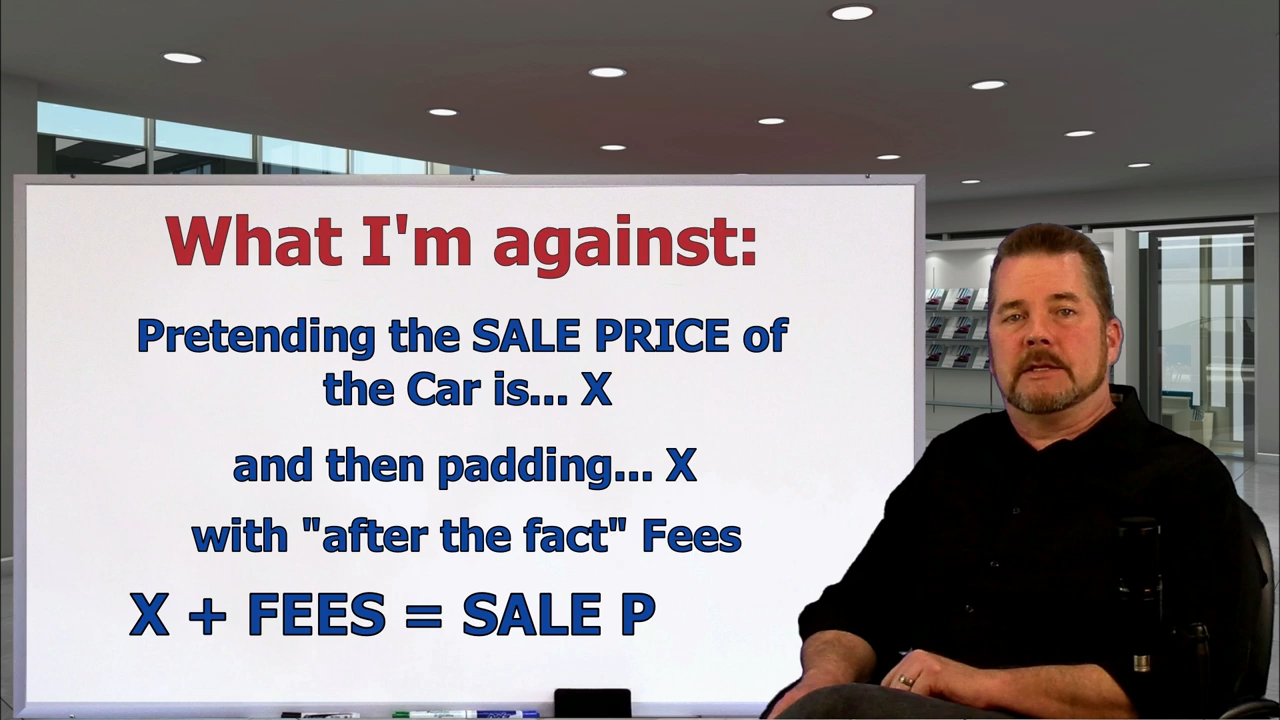 What I'm against:
Pretending the SALE PRICE of
the Car is... X
and then padding... X
with "after the fact" Fees
X + FEES = SALE P